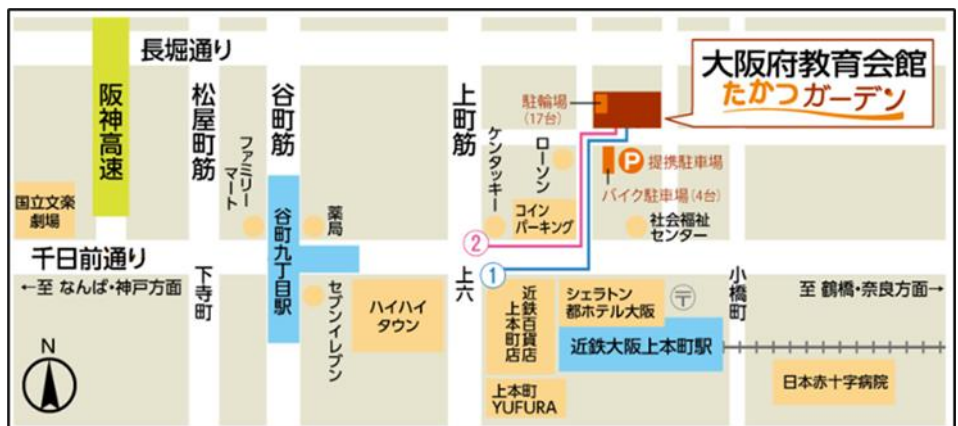 長堀通り
阪神高速
松屋町筋
谷町筋
上町筋
大阪府教育会館
たかつガーデン
駐輪場
(17台)
ケンタッキー
ローソン
P 提携駐車場
バイク駐車場(4台)
ファミリー
マート
国立文楽
劇場
薬局
コイン
パーキング
社会福祉
センター
谷町九丁目駅
千日前通り
←至 なんば・神戸方面
下寺町
セブンイレブン
ハイハイ
タウン
上六
②
①
近鉄百貨店
上本町店
シェラトン
都ホテル大阪
〒
小橋町
至 鶴橋・奈良方面→
近鉄大阪上本町駅
上本町
YUFURA
日本赤十字病院
N